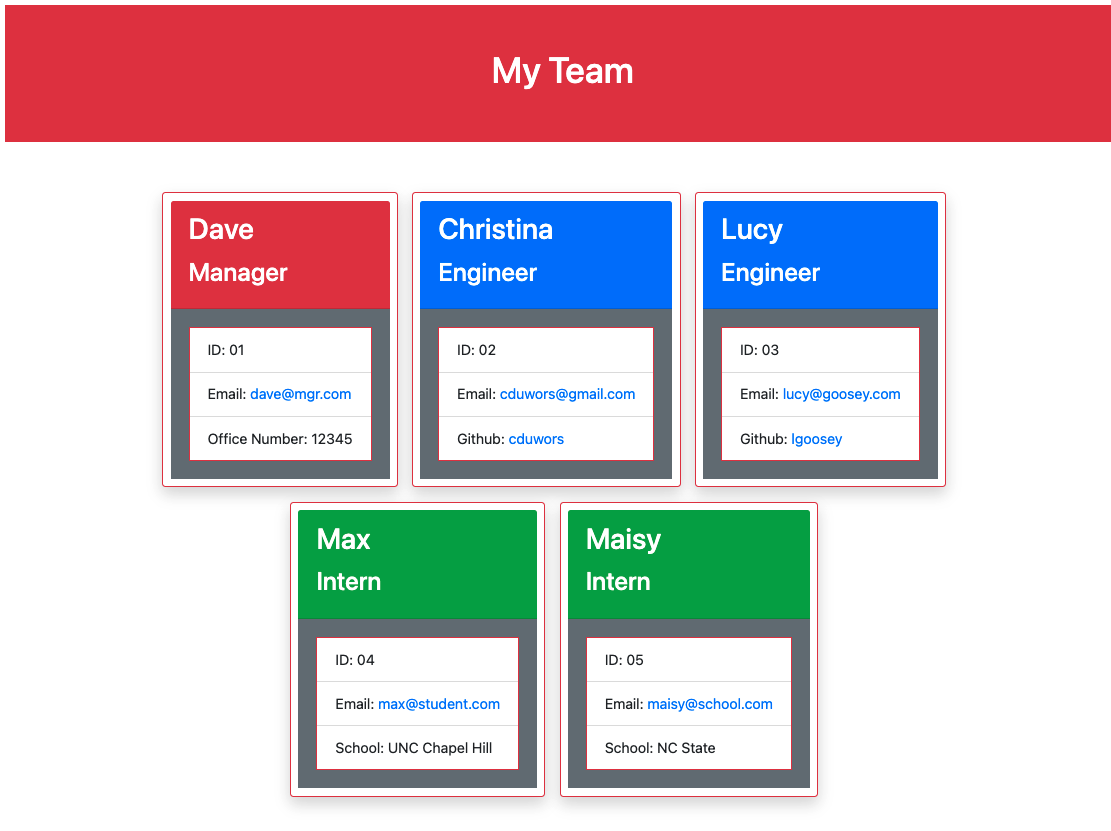 My Team
Dave
Manager
ID: 01
Email: dave@mgr.com
Office Number: 12345
Christina
Engineer
ID: 02
Email: cduwors@gmail.com
Github: cduwors
Lucy
Engineer
ID: 03
Email: lucy@goosey.com
Github: lgoosey
Max
Intern
ID: 04
Email: max@student.com
School: UNC Chapel Hill
Maisy
Intern
ID: 05
Email: maisy@school.com
School: NC State